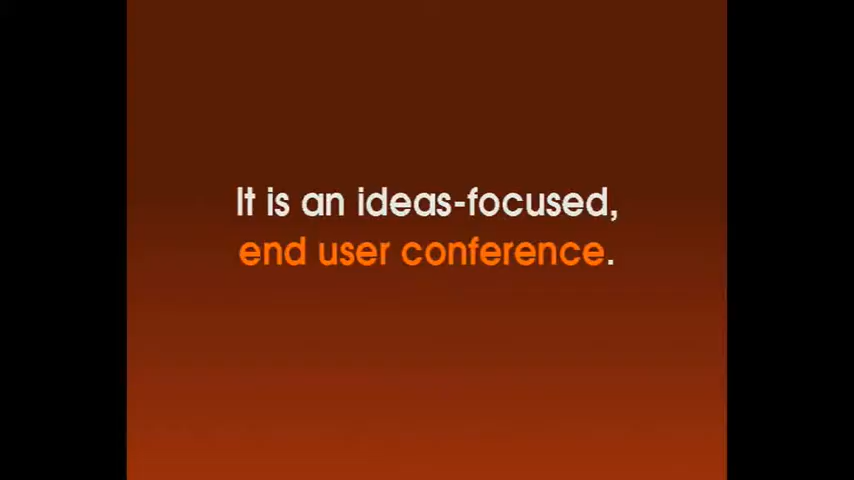 It is an ideas-focused,
end user conference.